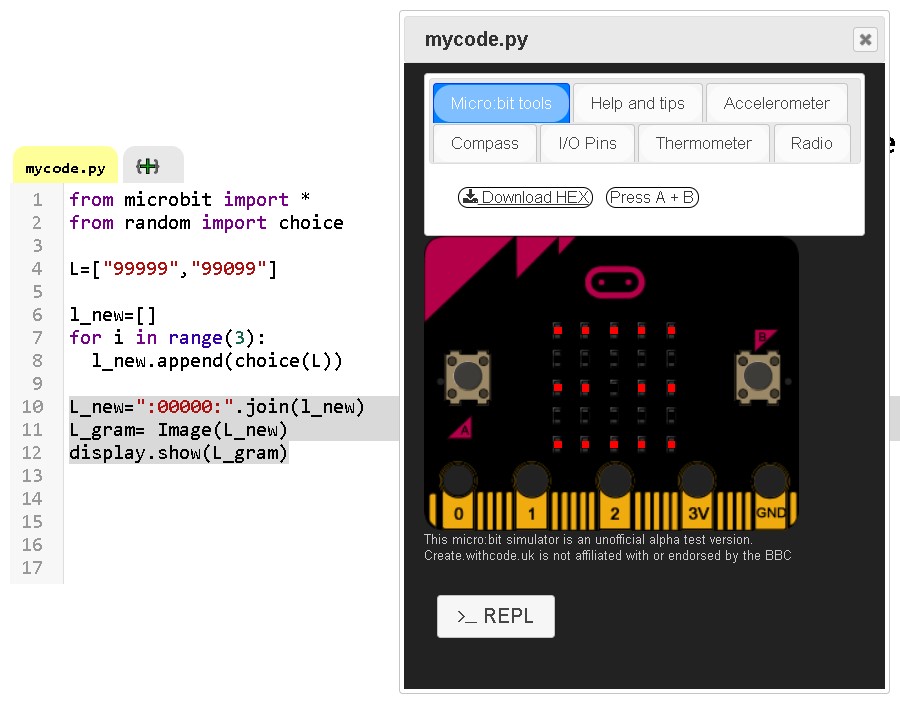 mycode.py
1 from microbit import *
2 from random import choice
3
4 L=["99999","99099"]
5
6 l_new=[]
7 for i in range(3):
8 l_new.append(choice(L))
9
10 L_new=":00000:".join(l_new)
11 L_gram= Image(L_new)
12 display.show(L_gram)
13
14
15
16
17
mycode.py
Micro:bit tools Help and tips Accelerometer
Compass I/O Pins Thermometer Radio
Download HEX Press A + B
B
A
0 1 2 3V GND
This micro:bit simulator is an unofficial alpha test version.
Create.withcode.uk is not affiliated with or endorsed by the BBC
>_ REPL
e